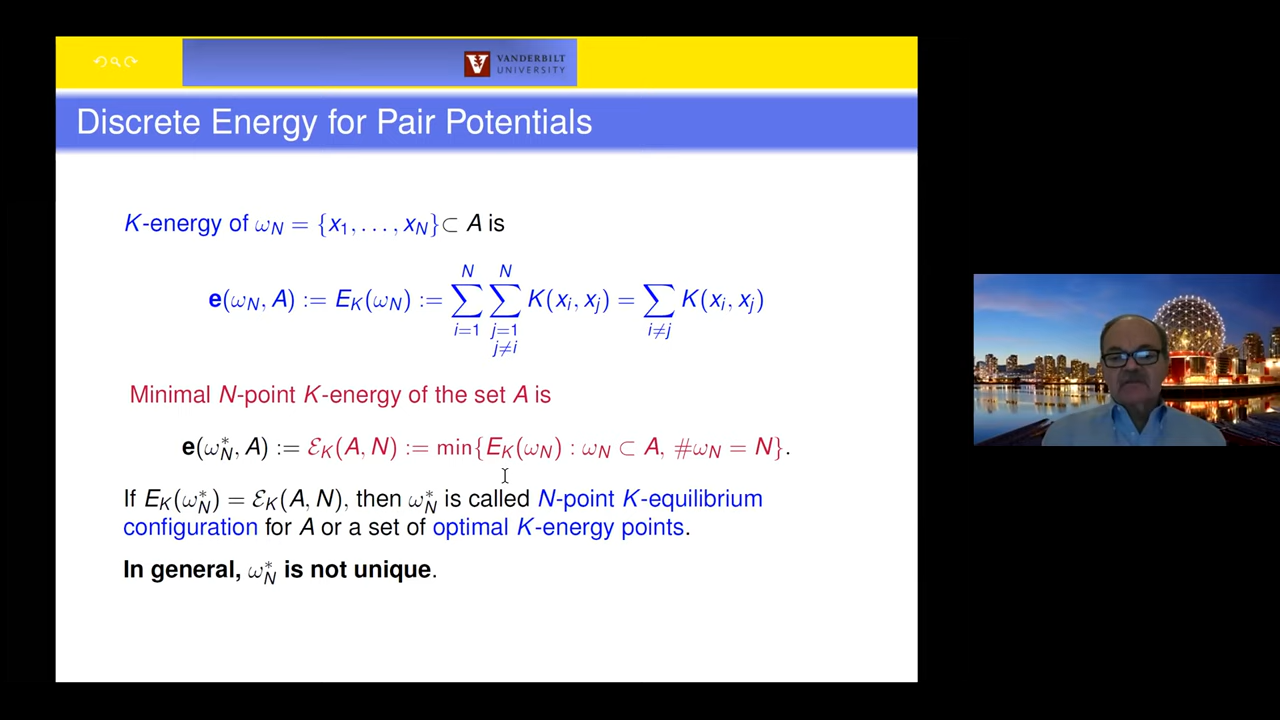 VANDERBILT
UNIVERSITY
Discrete Energy for Pair Potentials
K-energy of ω_N = {x_1, . . . , x_N} ⊂ A is
e(ω_N, A) := E_K(ω_N) := ∑_{i=1}^{N} ∑_{j=1, j≠i}^{N} K(x_i, x_j) = ∑_{i≠j} K(x_i, x_j)
Minimal N-point K-energy of the set A is
e(ω*_N, A) := ℰ_K(A, N) := min{E_K(ω_N) : ω_N ⊂ A, #ω_N = N}.
If E_K(ω*_N) = ℰ_K(A, N), then ω*_N is called N-point K-equilibrium
configuration for A or a set of optimal K-energy points.
In general, ω*_N is not unique.